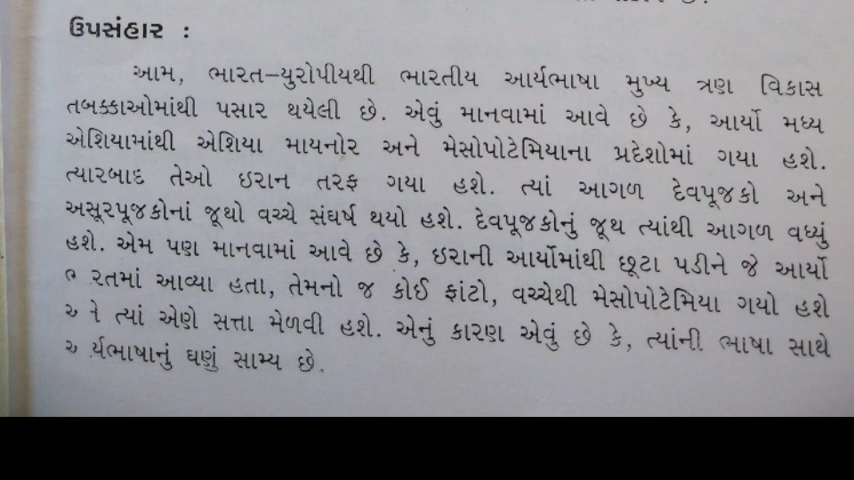 ઉપસંહાર :
આમ, ભારત–યુરોપીયથી ભારતીય આર્યભાષા મુખ્ય ત્રણ વિકાસ
તબક્કાઓમાંથી પસાર થયેલી છે. એવું માનવામાં આવે છે કે, આર્યો મધ્ય
એશિયામાંથી એશિયા માયનોર અને મેસોપોટેમિયાના પ્રદેશોમાં ગયા હશે.
ત્યારબાદ તેઓ ઇરાન તરફ ગયા હશે. ત્યાં આગળ દેવપૂજકો અને
અસૂરપૂજકોનાં જૂથો વચ્ચે સંઘર્ષ થયો હશે. દેવપૂજકોનું જૂથ ત્યાંથી આગળ વધ્યું
હશે. એમ પણ માનવામાં આવે છે કે, ઇરાની આર્યોમાંથી છૂટા પડીને જે આર્યો
ભારતમાં આવ્યા હતા, તેમનો જ કોઈ ફાંટો, વચ્ચેથી મેસોપોટેમિયા ગયો હશે
અને ત્યાં એણે સત્તા મેળવી હશે. એનું કારણ એવું છે કે, ત્યાંની ભાષા સાથે
આર્યભાષાનું ઘણું સામ્ય છે.